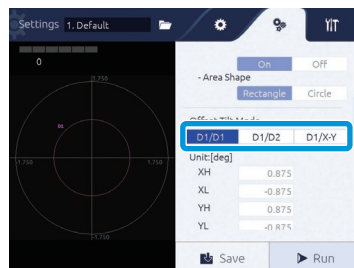 Settings 1. Default
0
On Off
- Area Shape
Rectangle Circle
Offset Tilt Mode
D1/D1 D1/D2 D1/X-Y
Unit:[deg]
XH 0.875
XL -0.875
YH 0.875
YL -0.875
1.750
D1
-1.750 1.750
-1.750
Save Run